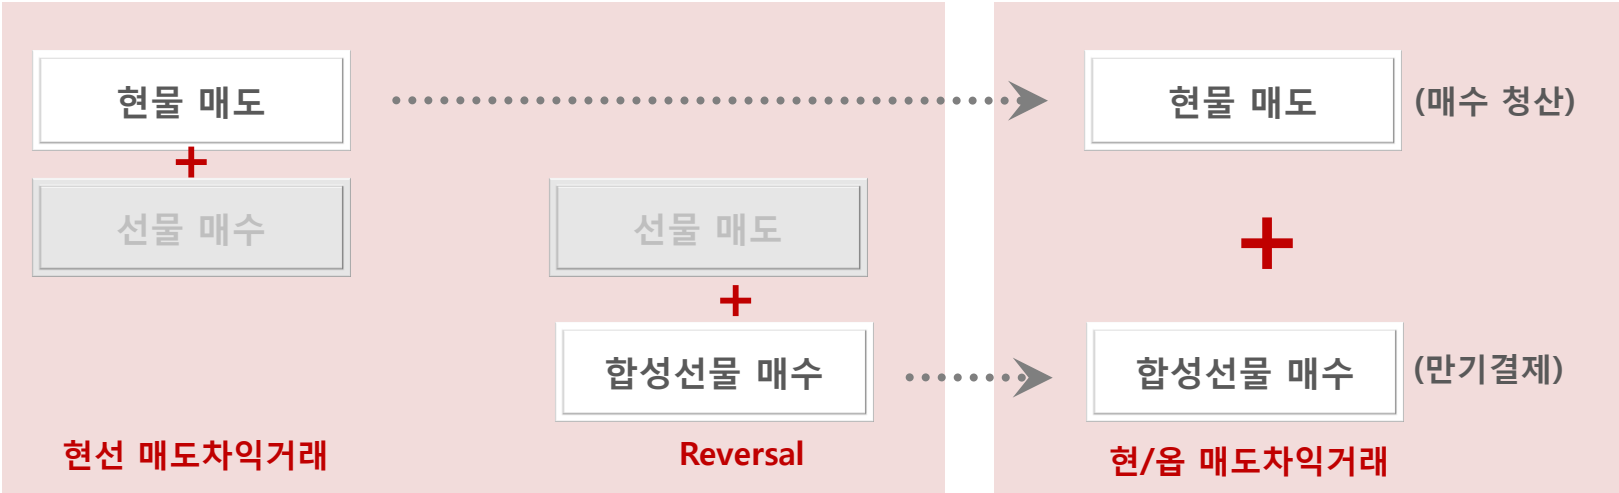 현물 매도
현물 매도 (매수 청산)
+
선물 매수
선물 매도
+
+
합성선물 매수
합성선물 매수 (만기결제)
현선 매도차익거래
Reversal
현/옵 매도차익거래